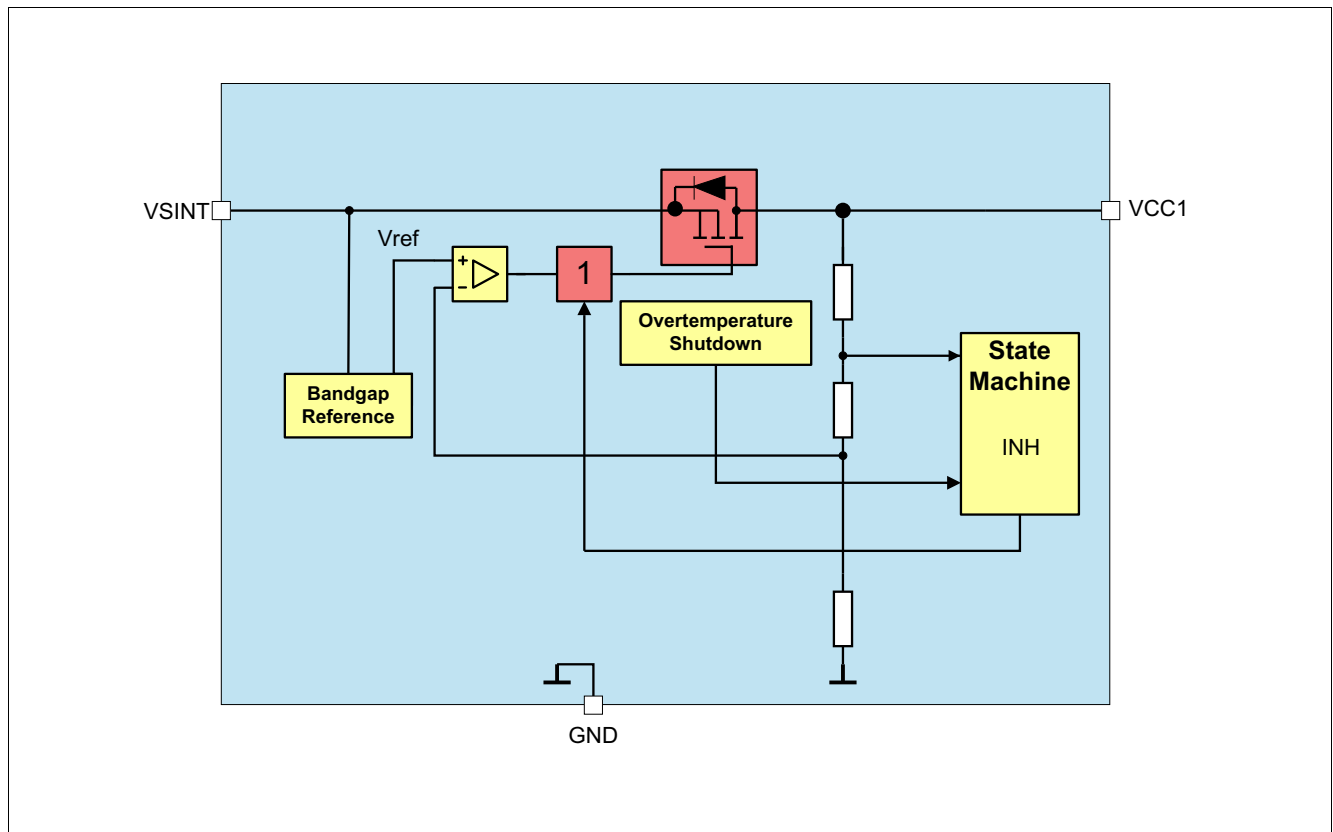 VSINT
VCC1
Vref
+
-
1
Overtemperature
Shutdown
State
Machine
INH
Bandgap
Reference
GND